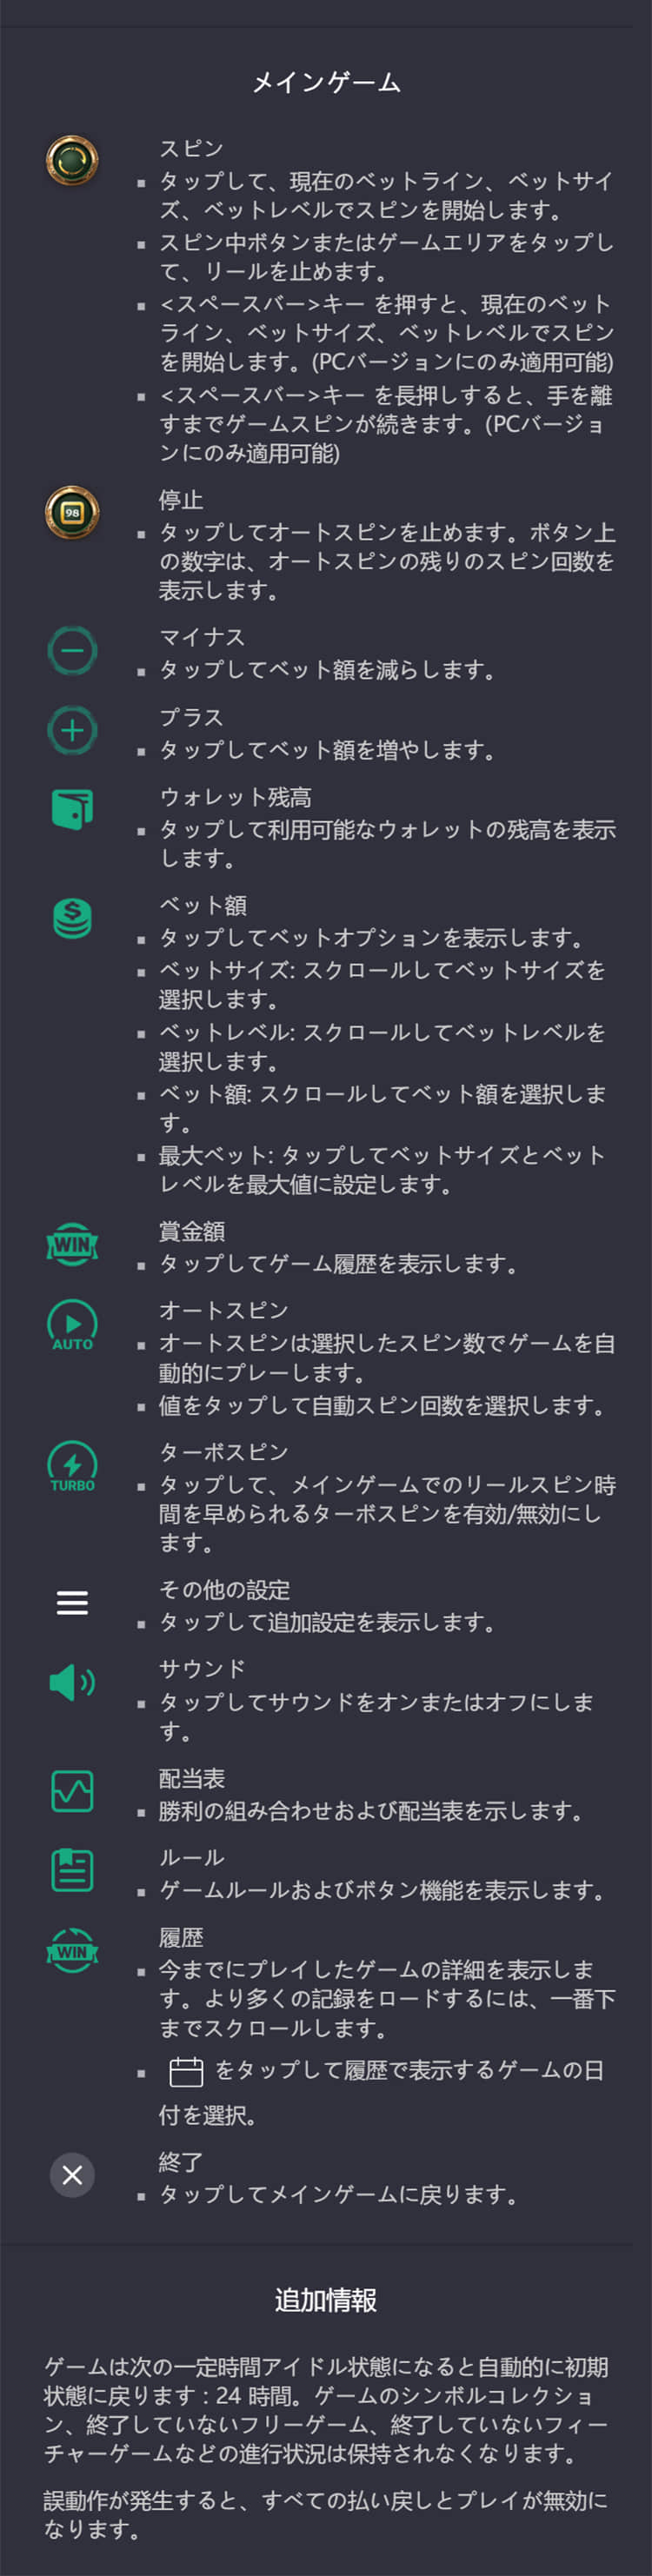 メインゲーム
スピン
▪ タップして、現在のベットライン、ベットサイ
ズ、ベットレベルでスピンを開始します。
▪ スピン中ボタンまたはゲームエリアをタップし
て、リールを止めます。
▪ <スペースバー>キー を押すと、現在のベット
ライン、ベットサイズ、ベットレベルでスピン
を開始します。(PCバージョンにのみ適用可能)
▪ <スペースバー>キー を長押しすると、手を離
すまでゲームスピンが続きます。(PCバージョ
ンにのみ適用可能)
98
停止
▪ タップしてオートスピンを止めます。ボタン上
の数字は、オートスピンの残りのスピン回数を
表示します。
マイナス
▪ タップしてベット額を減らします。
プラス
▪ タップしてベット額を増やします。
ウォレット残高
▪ タップして利用可能なウォレットの残高を表示
します。
$
ベット額
▪ タップしてベットオプションを表示します。
▪ ベットサイズ: スクロールしてベットサイズを
選択します。
▪ ベットレベル: スクロールしてベットレベルを
選択します。
▪ ベット額: スクロールしてベット額を選択しま
す。
▪ 最大ベット: タップしてベットサイズとベット
レベルを最大値に設定します。
WIN
賞金額
▪ タップしてゲーム履歴を表示します。
AUTO
オートスピン
▪ オートスピンは選択したスピン数でゲームを自
動的にプレーします。
▪ 値をタップして自動スピン回数を選択します。
TURBO
ターボスピン
▪ タップして、メインゲームでのリールスピン時
間を早められるターボスピンを有効/無効にし
ます。
その他の設定
▪ タップして追加設定を表示します。
サウンド
▪ タップしてサウンドをオンまたはオフにしま
す。
配当表
▪ 勝利の組み合わせおよび配当表を示します。
ルール
▪ ゲームルールおよびボタン機能を表示します。
WIN
履歴
▪ 今までにプレイしたゲームの詳細を表示しま
す。より多くの記録をロードするには、一番下
までスクロールします。
▪ をタップして履歴で表示するゲームの日
付を選択。
終了
▪ タップしてメインゲームに戻ります。
追加情報
ゲームは次の一定時間アイドル状態になると自動的に初期
状態に戻ります : 24 時間。ゲームのシンボルコレクショ
ン、終了していないフリーゲーム、終了していないフィー
チャーゲームなどの進行状況は保持されなくなります。
誤動作が発生すると、すべての払い戻しとプレイが無効に
なります。